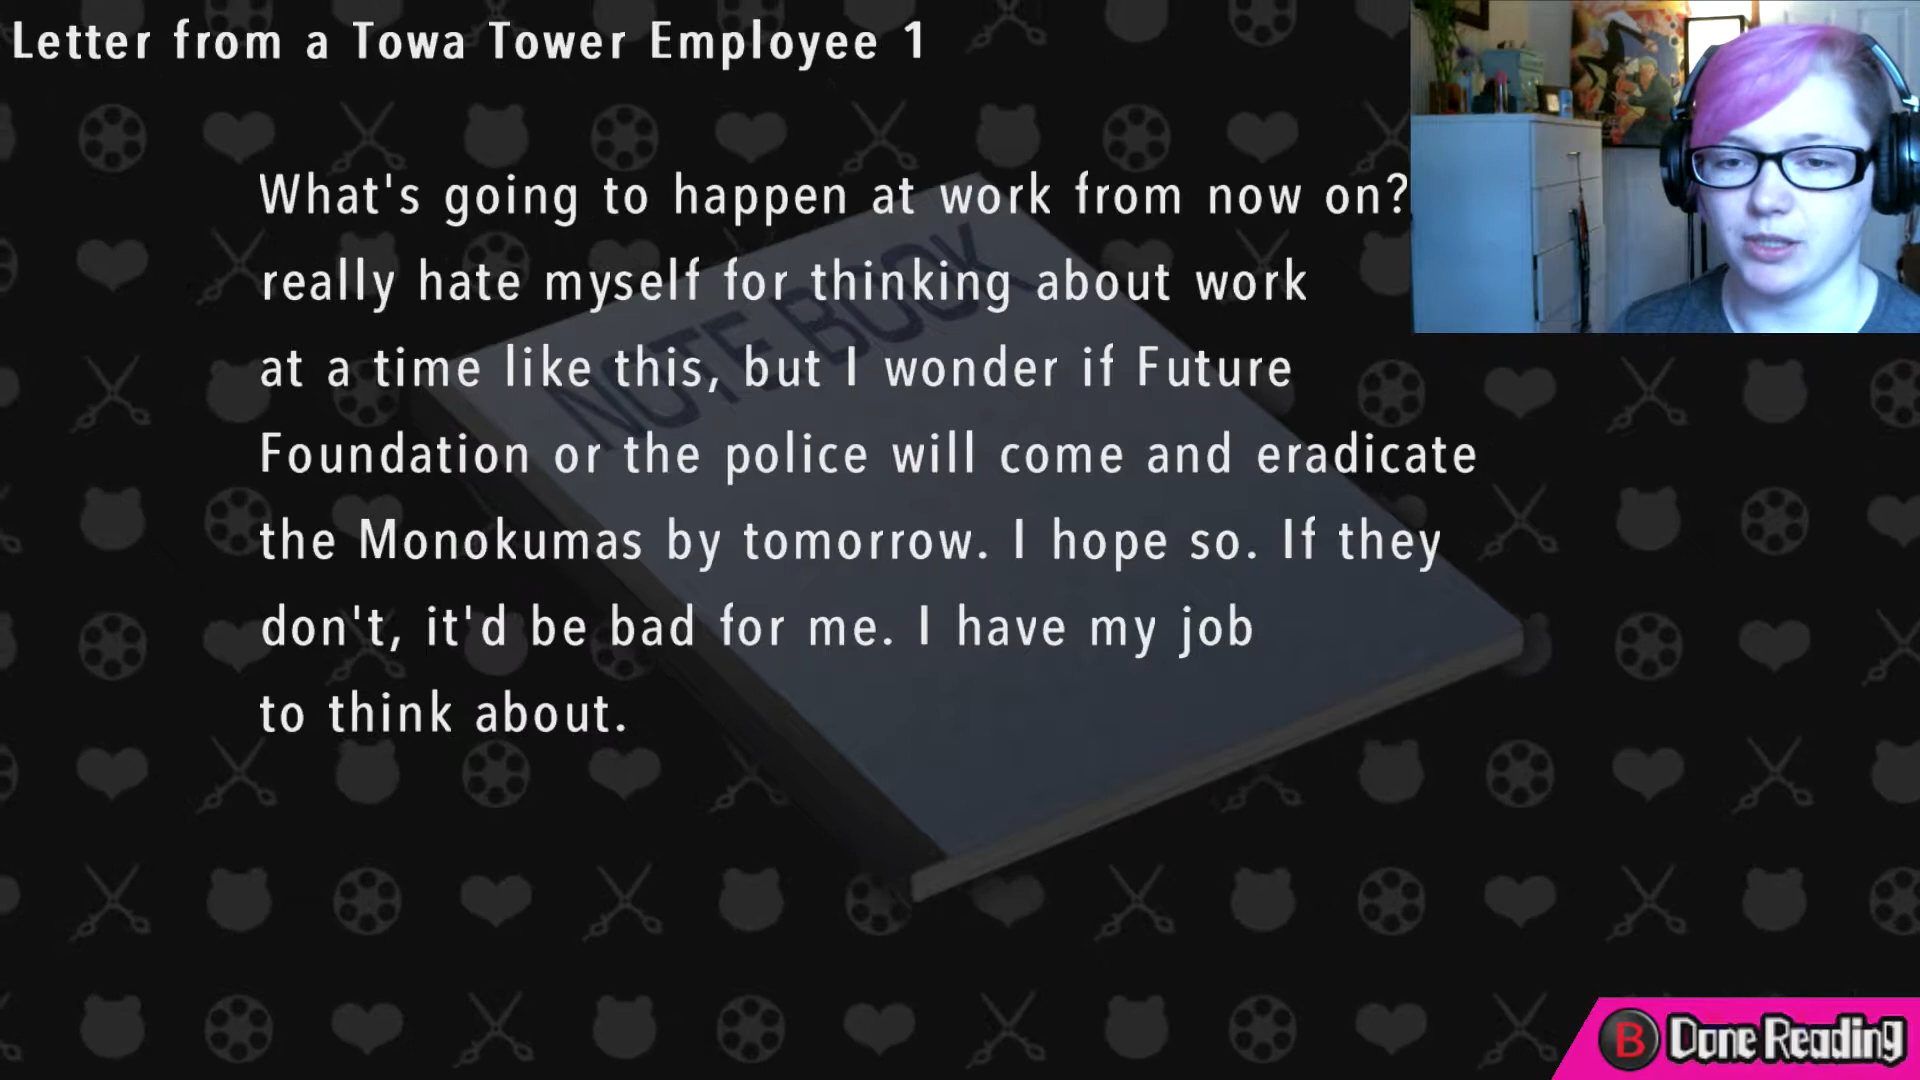 Letter from a Towa Tower Employee 1
What's going to happen at work from now on?
really hate myself for thinking about work
at a time like this, but I wonder if Future
Foundation or the police will come and eradicate
the Monokumas by tomorrow. I hope so. If they
don't, it'd be bad for me. I have my job
to think about.
NOTE BOOK
B Done Reading